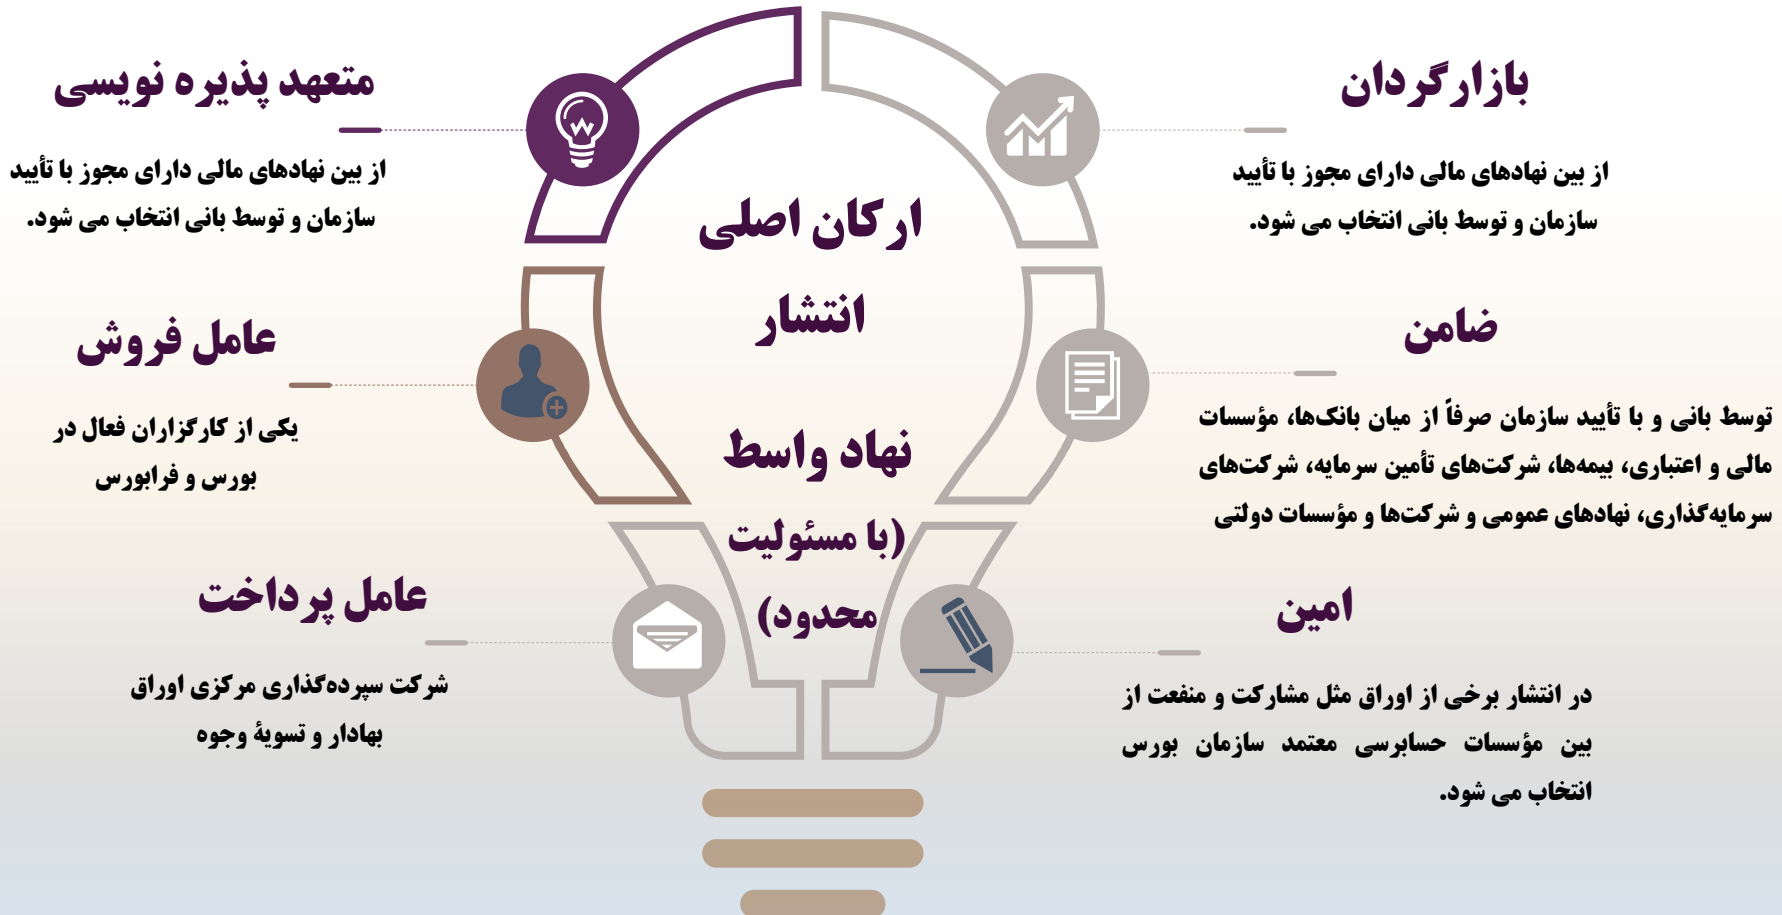 ارکان اصلی
انتشار
نهاد واسط
(با مسئولیت
محدود)
بازارگردان
از بین نهادهای مالی دارای مجوز با تأیید
سازمان و توسط بانی انتخاب می شود.
ضامن
توسط بانی و با تأیید سازمان صرفاً از میان بانک‌ها، مؤسسات
مالی و اعتباری، بیمه‌ها، شرکت‌های تأمین سرمایه، شرکت‌های
سرمایه‌گذاری، نهادهای عمومی و شرکت‌ها و مؤسسات دولتی
امین
در انتشار برخی از اوراق مثل مشارکت و منفعت از
بین مؤسسات حسابرسی معتمد سازمان بورس
انتخاب می شود.
متعهد پذیره نویسی
از بین نهادهای مالی دارای مجوز با تأیید
سازمان و توسط بانی انتخاب می شود.
عامل فروش
یکی از کارگزاران فعال در
بورس و فرابورس
عامل پرداخت
شرکت سپرده‌گذاری مرکزی اوراق
بهادار و تسویۀ وجوه